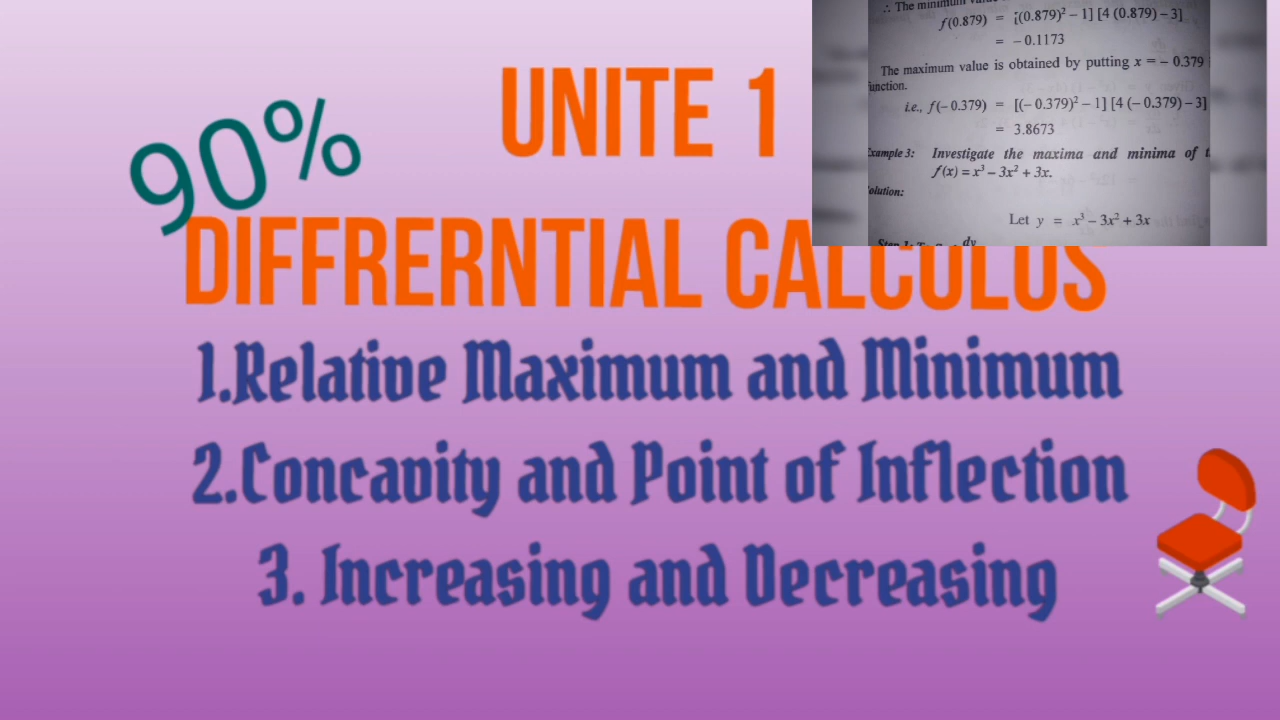 90%
UNITE 1
DIFFRERNTIAL CALCULUS
1.Relative Maximum and Minimum
2.Concavity and Point of Inflection
3. Increasing and Decreasing
∴ The minimum value
f(0.879) = [(0.879)² – 1] [4 (0.879) – 3]
= – 0.1173
The maximum value is obtained by putting x = – 0.379
function.
i.e., f(– 0.379) = [(– 0.379)² – 1] [4 (– 0.379) – 3]
= 3.8673
Example 3: Investigate the maxima and minima of
f(x) = x³ – 3x² + 3x.
Solution:
Let y = x³ – 3x² + 3x
dy